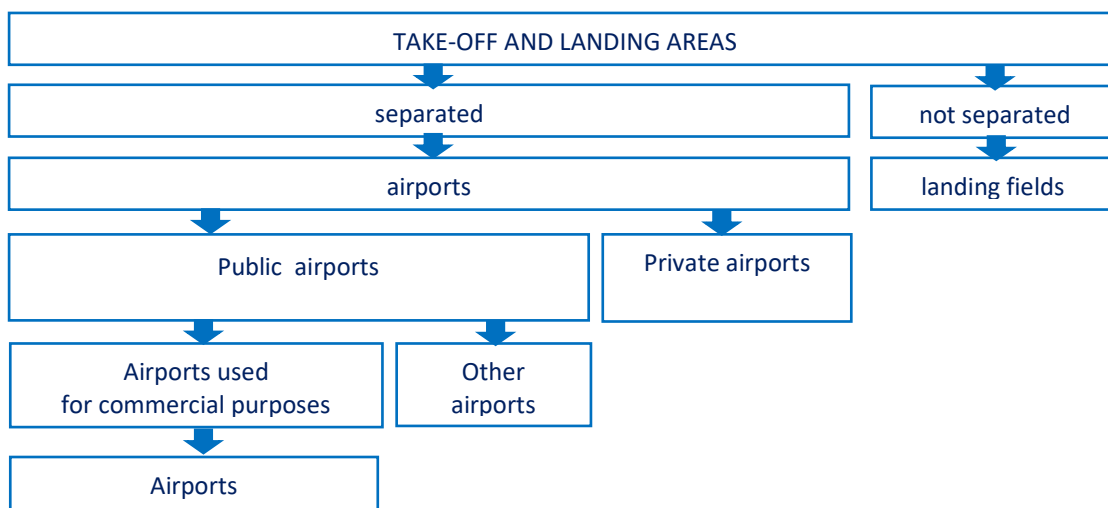 TAKE-OFF AND LANDING AREAS
separated
not separated
airports
landing fields
Public  airports
Private airports
Airports used
for commercial purposes
Other
airports
Airports